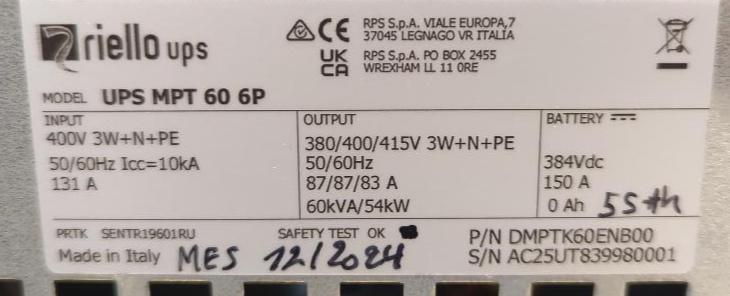 riello ups
RPS S.p.A. VIALE EUROPA,7
37045 LEGNAGO VR ITALIA
UK
CA
RPS S.p.A. PO BOX 2455
WREXHAM LL 11 0RE
MODEL UPS MPT 60 6P
INPUT
400V 3W+N+PE
50/60Hz Icc=10kA
131 A
OUTPUT
380/400/415V 3W+N+PE
50/60Hz
87/87/83 A
60kVA/54kW
BATTERY
384Vdc
150 A
0 Ah 55th
PRTK SENTR19601RU
SAFETY TEST OK
P/N DMPTK60ENB00
Made in Italy MES 12/2024
S/N AC25UT839980001